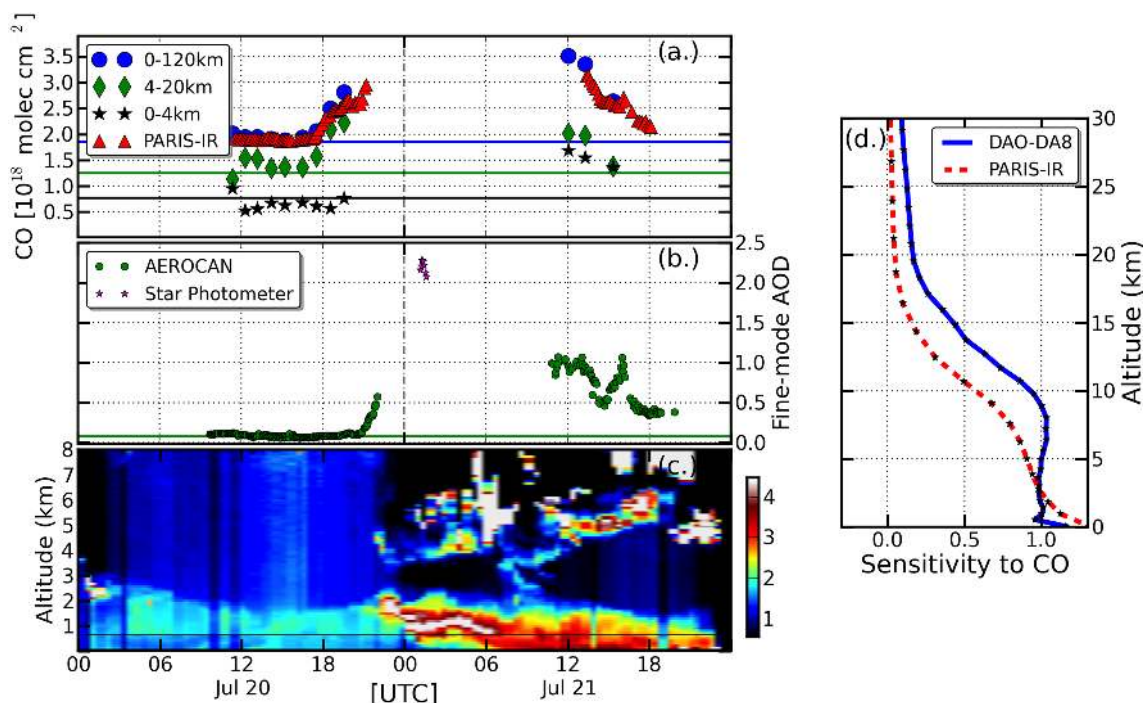 CO [10^18 molec cm^2]
3.5
3.0
2.5
2.0
1.5
1.0
0.5
0-120km
4-20km
0-4km
PARIS-IR
(a.)
AEROCAN
Star Photometer
(b.)
2.5
2.0
1.5
1.0
0.5
0.0
Fine-mode AOD
Altitude (km)
8
7
6
5
4
3
2
1
(c.)
4
3
2
1
00 06 12 18 00 06 12 18
Jul 20 [UTC] Jul 21
(d.)
DAO-DA8
PARIS-IR
30
25
20
15
10
5
0
Altitude (km)
0.0 0.5 1.0
Sensitivity to CO